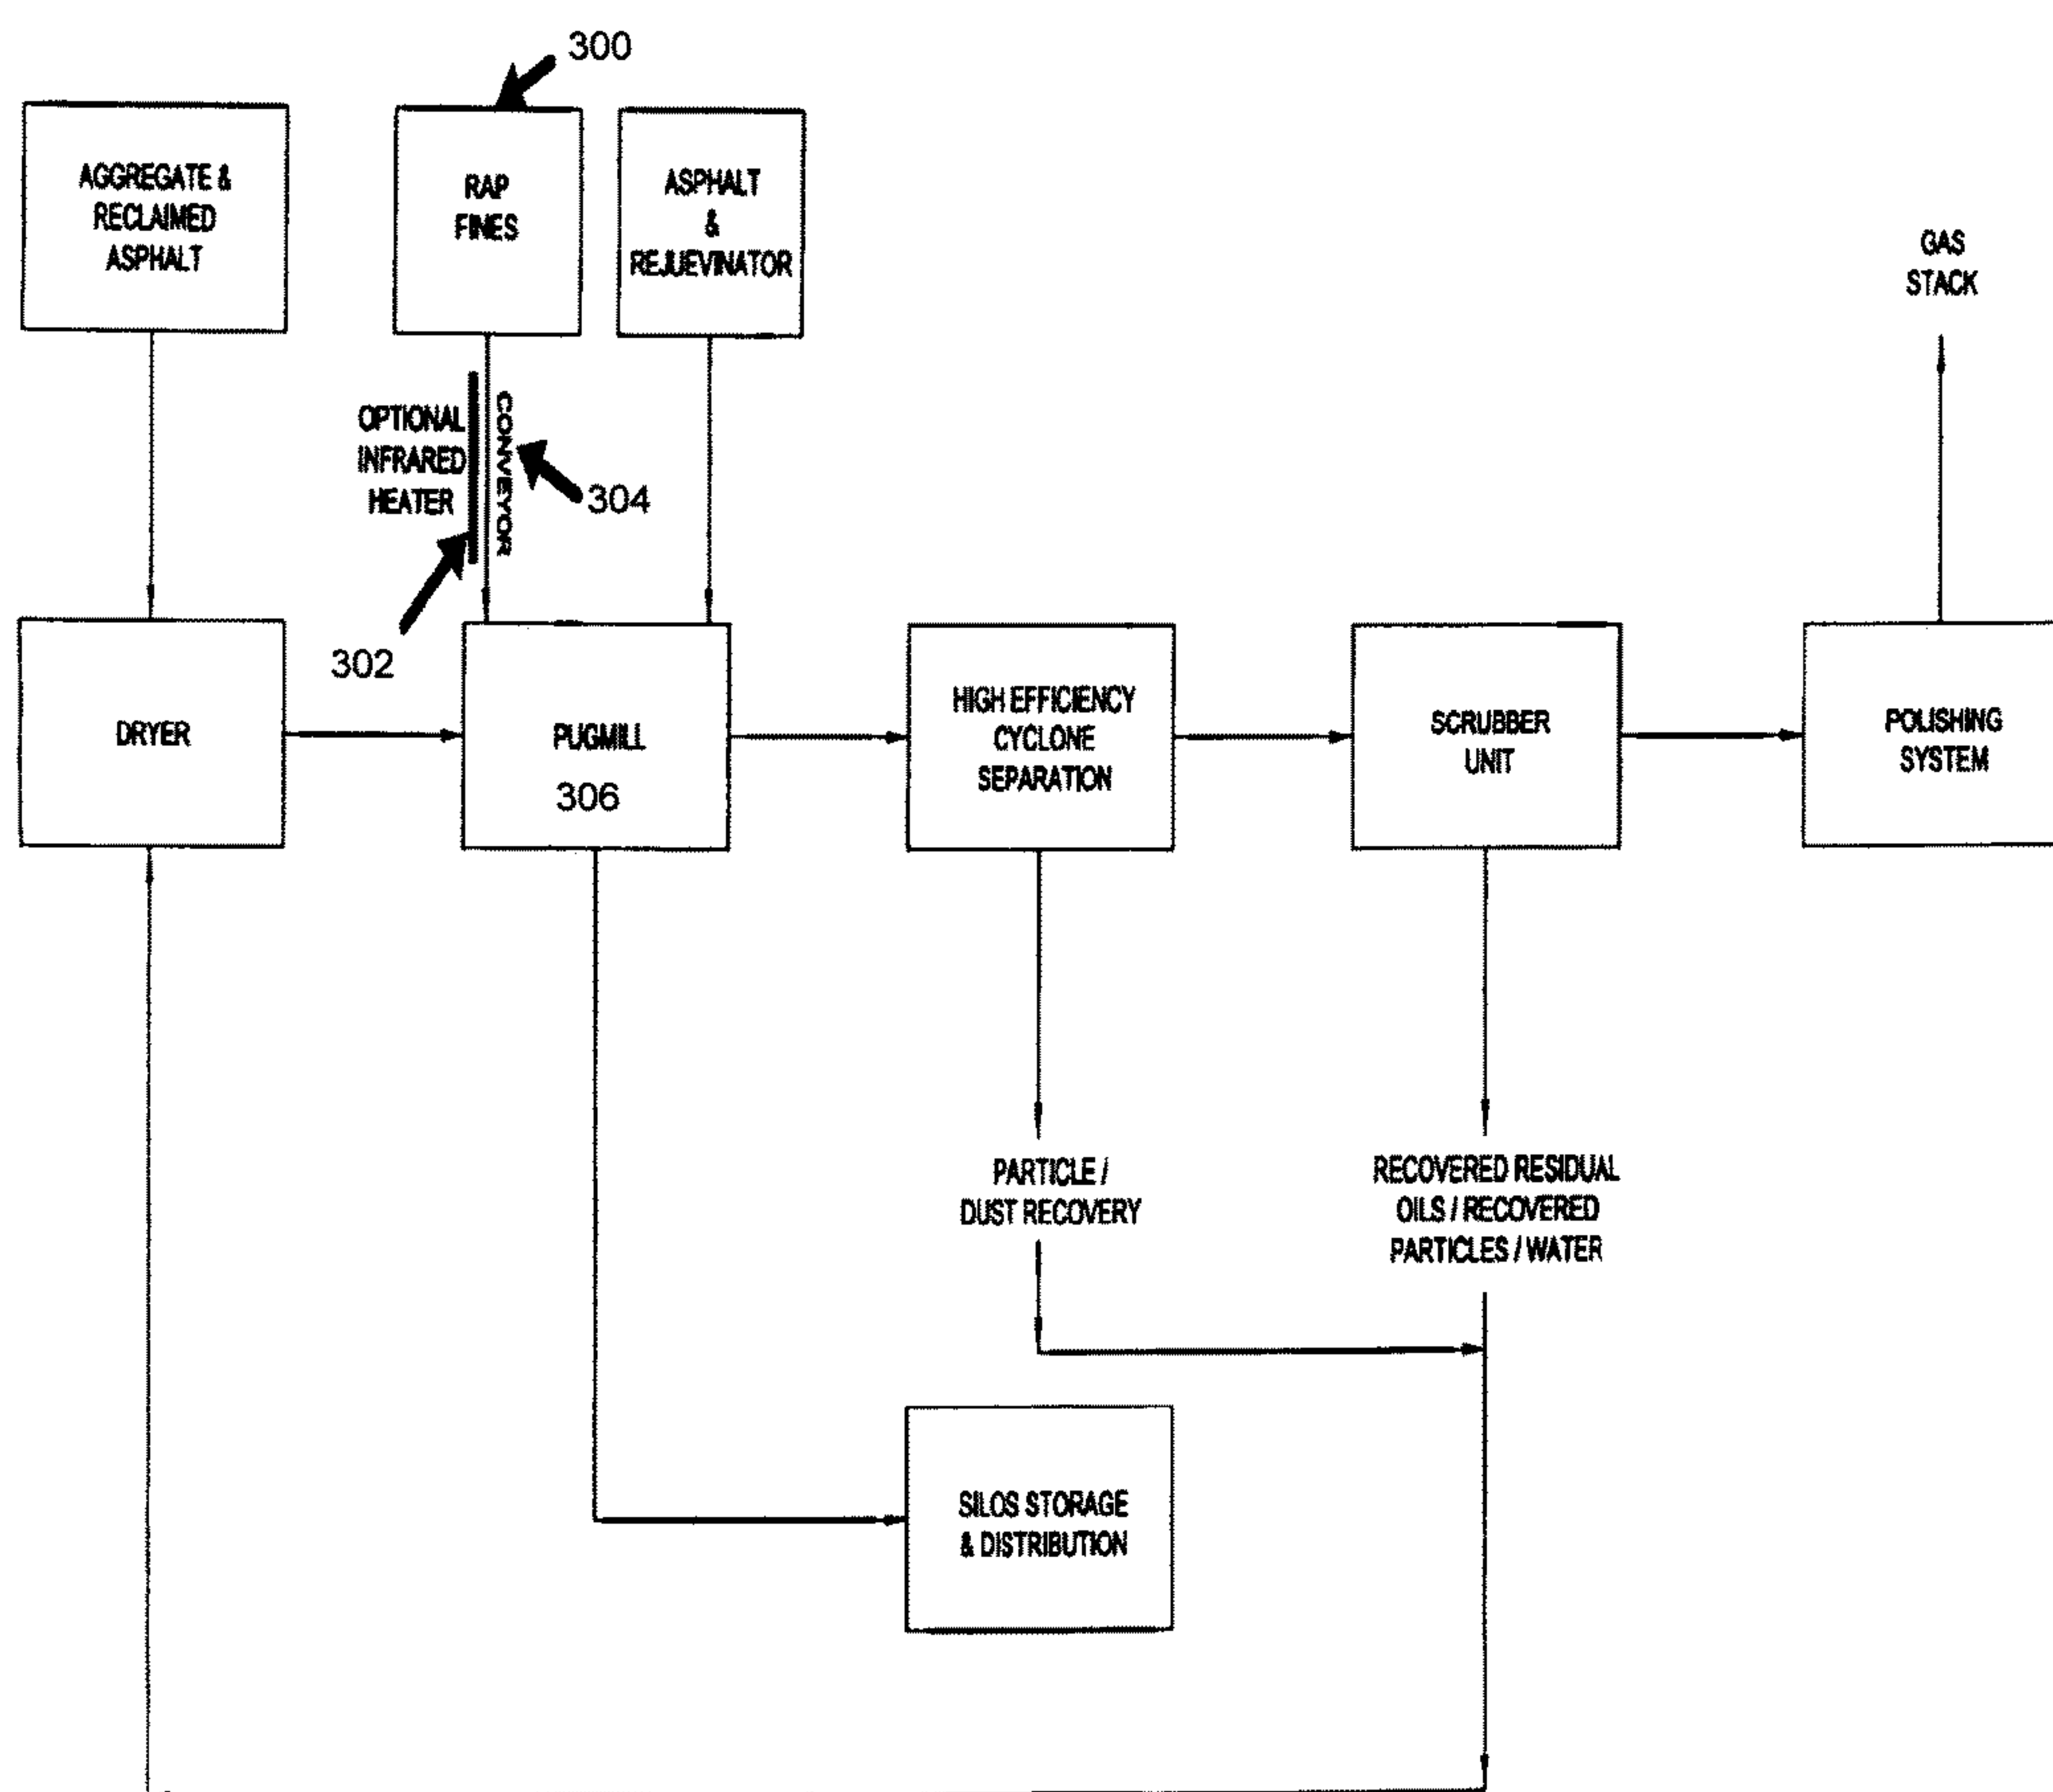 300
AGGREGATE &
RECLAIMED
ASPHALT
RAP
FINES
ASPHALT
&
REJUEVINATOR
GAS
STACK
OPTIONAL
INFRARED
HEATER
CONVEYOR
304
302
DRYER
PUGMILL
306
HIGH EFFICIENCY
CYCLONE
SEPARATION
SCRUBBER
UNIT
POLISHING
SYSTEM
PARTICLE /
DUST RECOVERY
RECOVERED RESIDUAL
OILS / RECOVERED
PARTICLES / WATER
SILOS STORAGE
& DISTRIBUTION